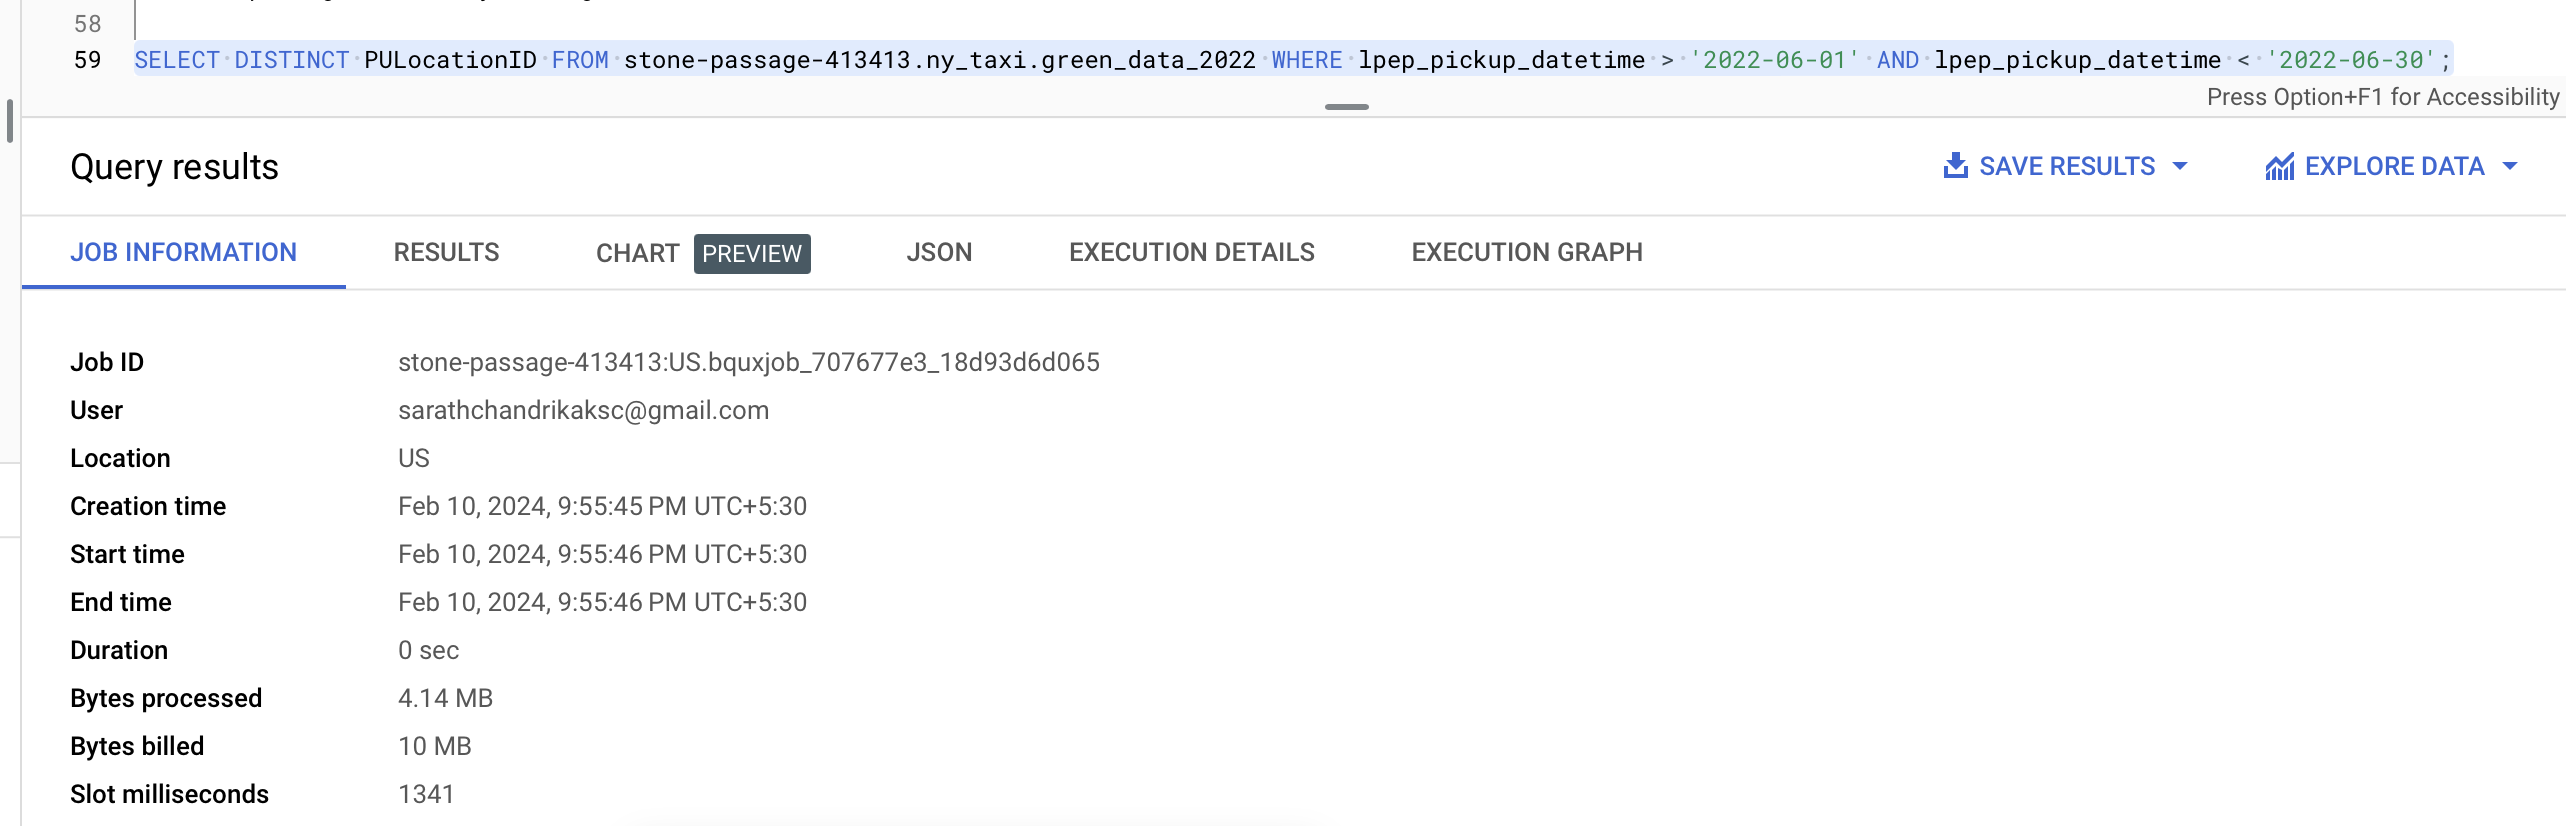 58
59 SELECT DISTINCT PULocationID FROM stone-passage-413413.ny_taxi.green_data_2022 WHERE lpep_pickup_datetime > '2022-06-01' AND lpep_pickup_datetime < '2022-06-30';
Press Option+F1 for Accessibility
Query results SAVE RESULTS EXPLORE DATA
JOB INFORMATION RESULTS CHART PREVIEW JSON EXECUTION DETAILS EXECUTION GRAPH
Job ID stone-passage-413413:US.bquxjob_707677e3_18d93d6d065
User sarathchandrikaksc@gmail.com
Location US
Creation time Feb 10, 2024, 9:55:45 PM UTC+5:30
Start time Feb 10, 2024, 9:55:46 PM UTC+5:30
End time Feb 10, 2024, 9:55:46 PM UTC+5:30
Duration 0 sec
Bytes processed 4.14 MB
Bytes billed 10 MB
Slot milliseconds 1341